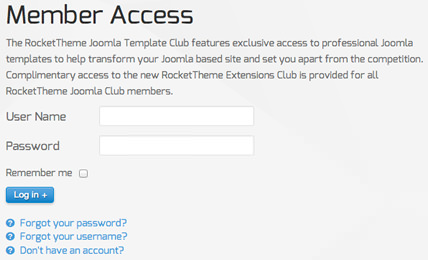 Member Access
The RocketTheme Joomla Template Club features exclusive access to professional Joomla
templates to help transform your Joomla based site and set you apart from the competition.
Complimentary access to the new RocketTheme Extensions Club is provided for all
RocketTheme Joomla Club members.
User Name
Password
Remember me
Log in +
Forgot your password?
Forgot your username?
Don't have an account?